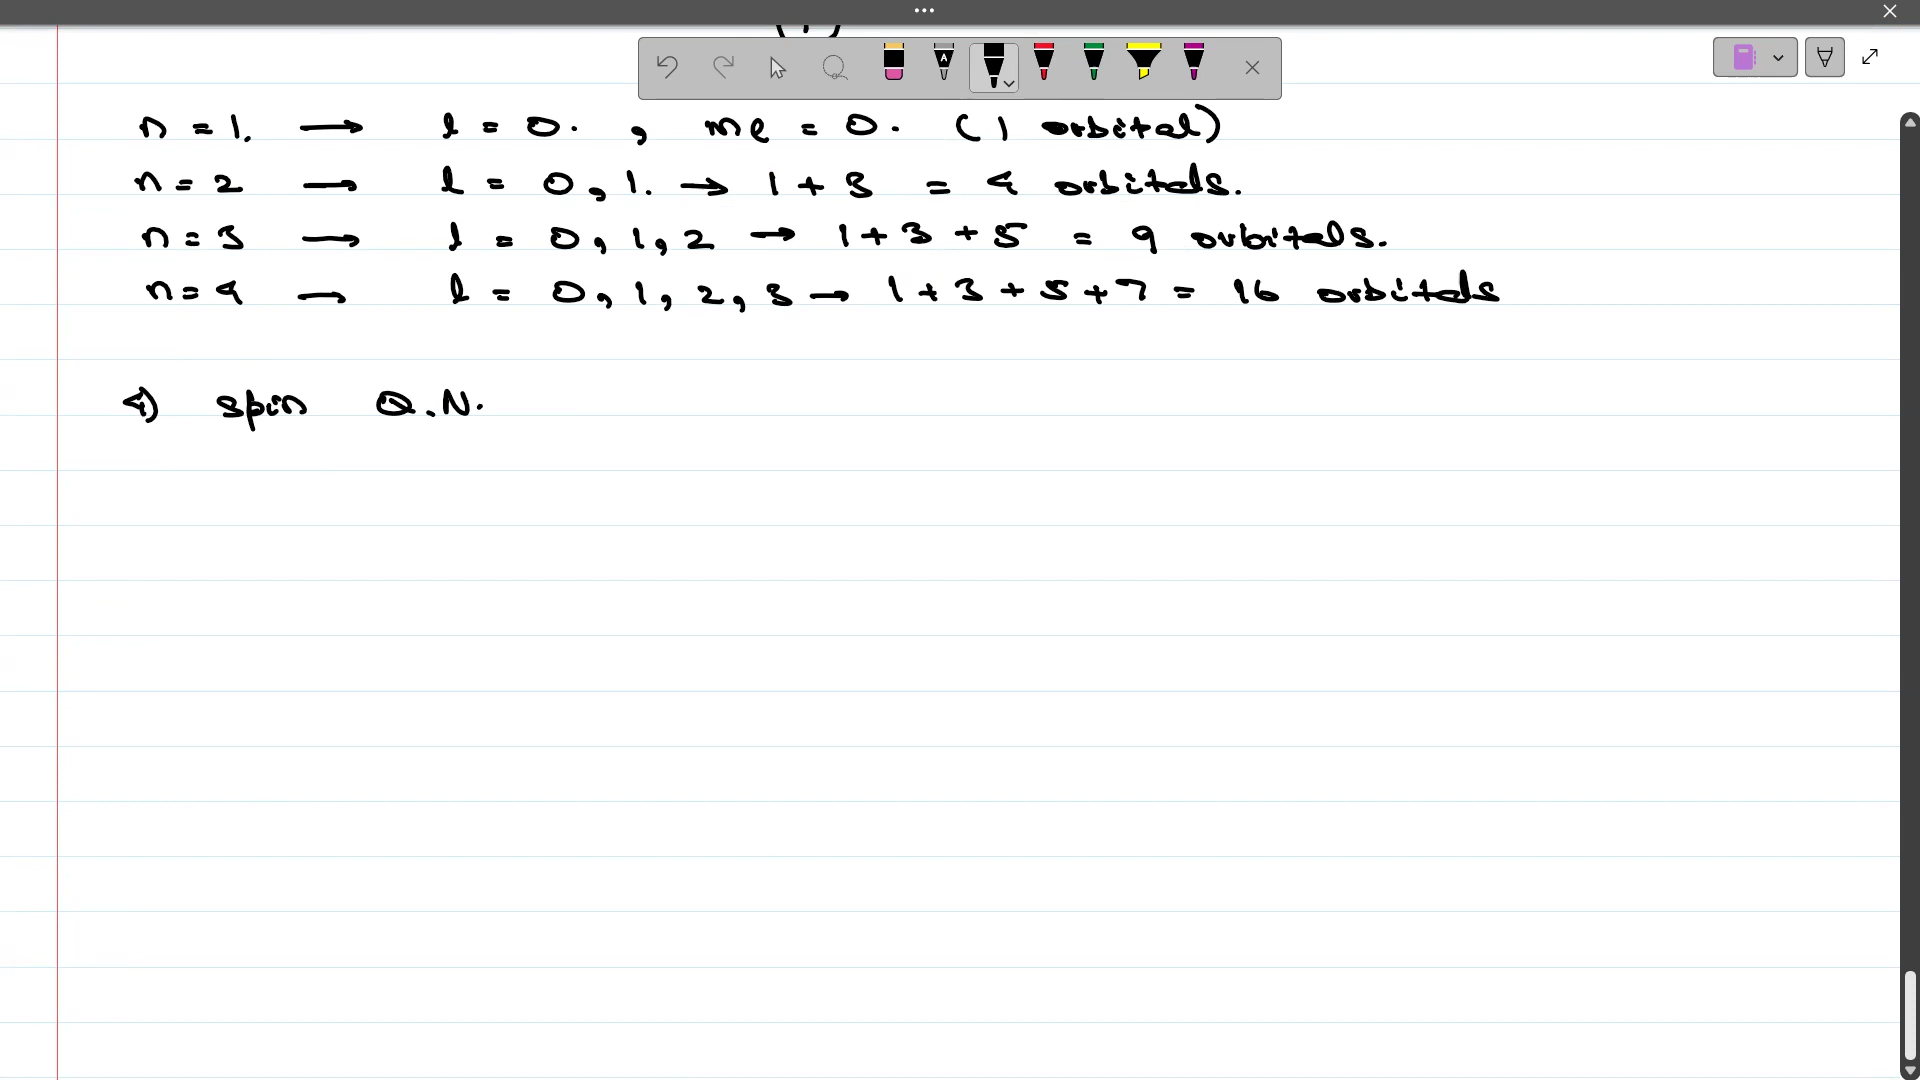 n = 1. → l = 0. , me = 0. (1 orbital)
n = 2 → l = 0, 1. → 1 + 3 = 4 orbitals.
n = 3 → l = 0, 1, 2 → 1 + 3 + 5 = 9 orbitals.
n = 4 → l = 0, 1, 2, 3 → 1 + 3 + 5 + 7 = 16 orbitals
4) spin Q.N.